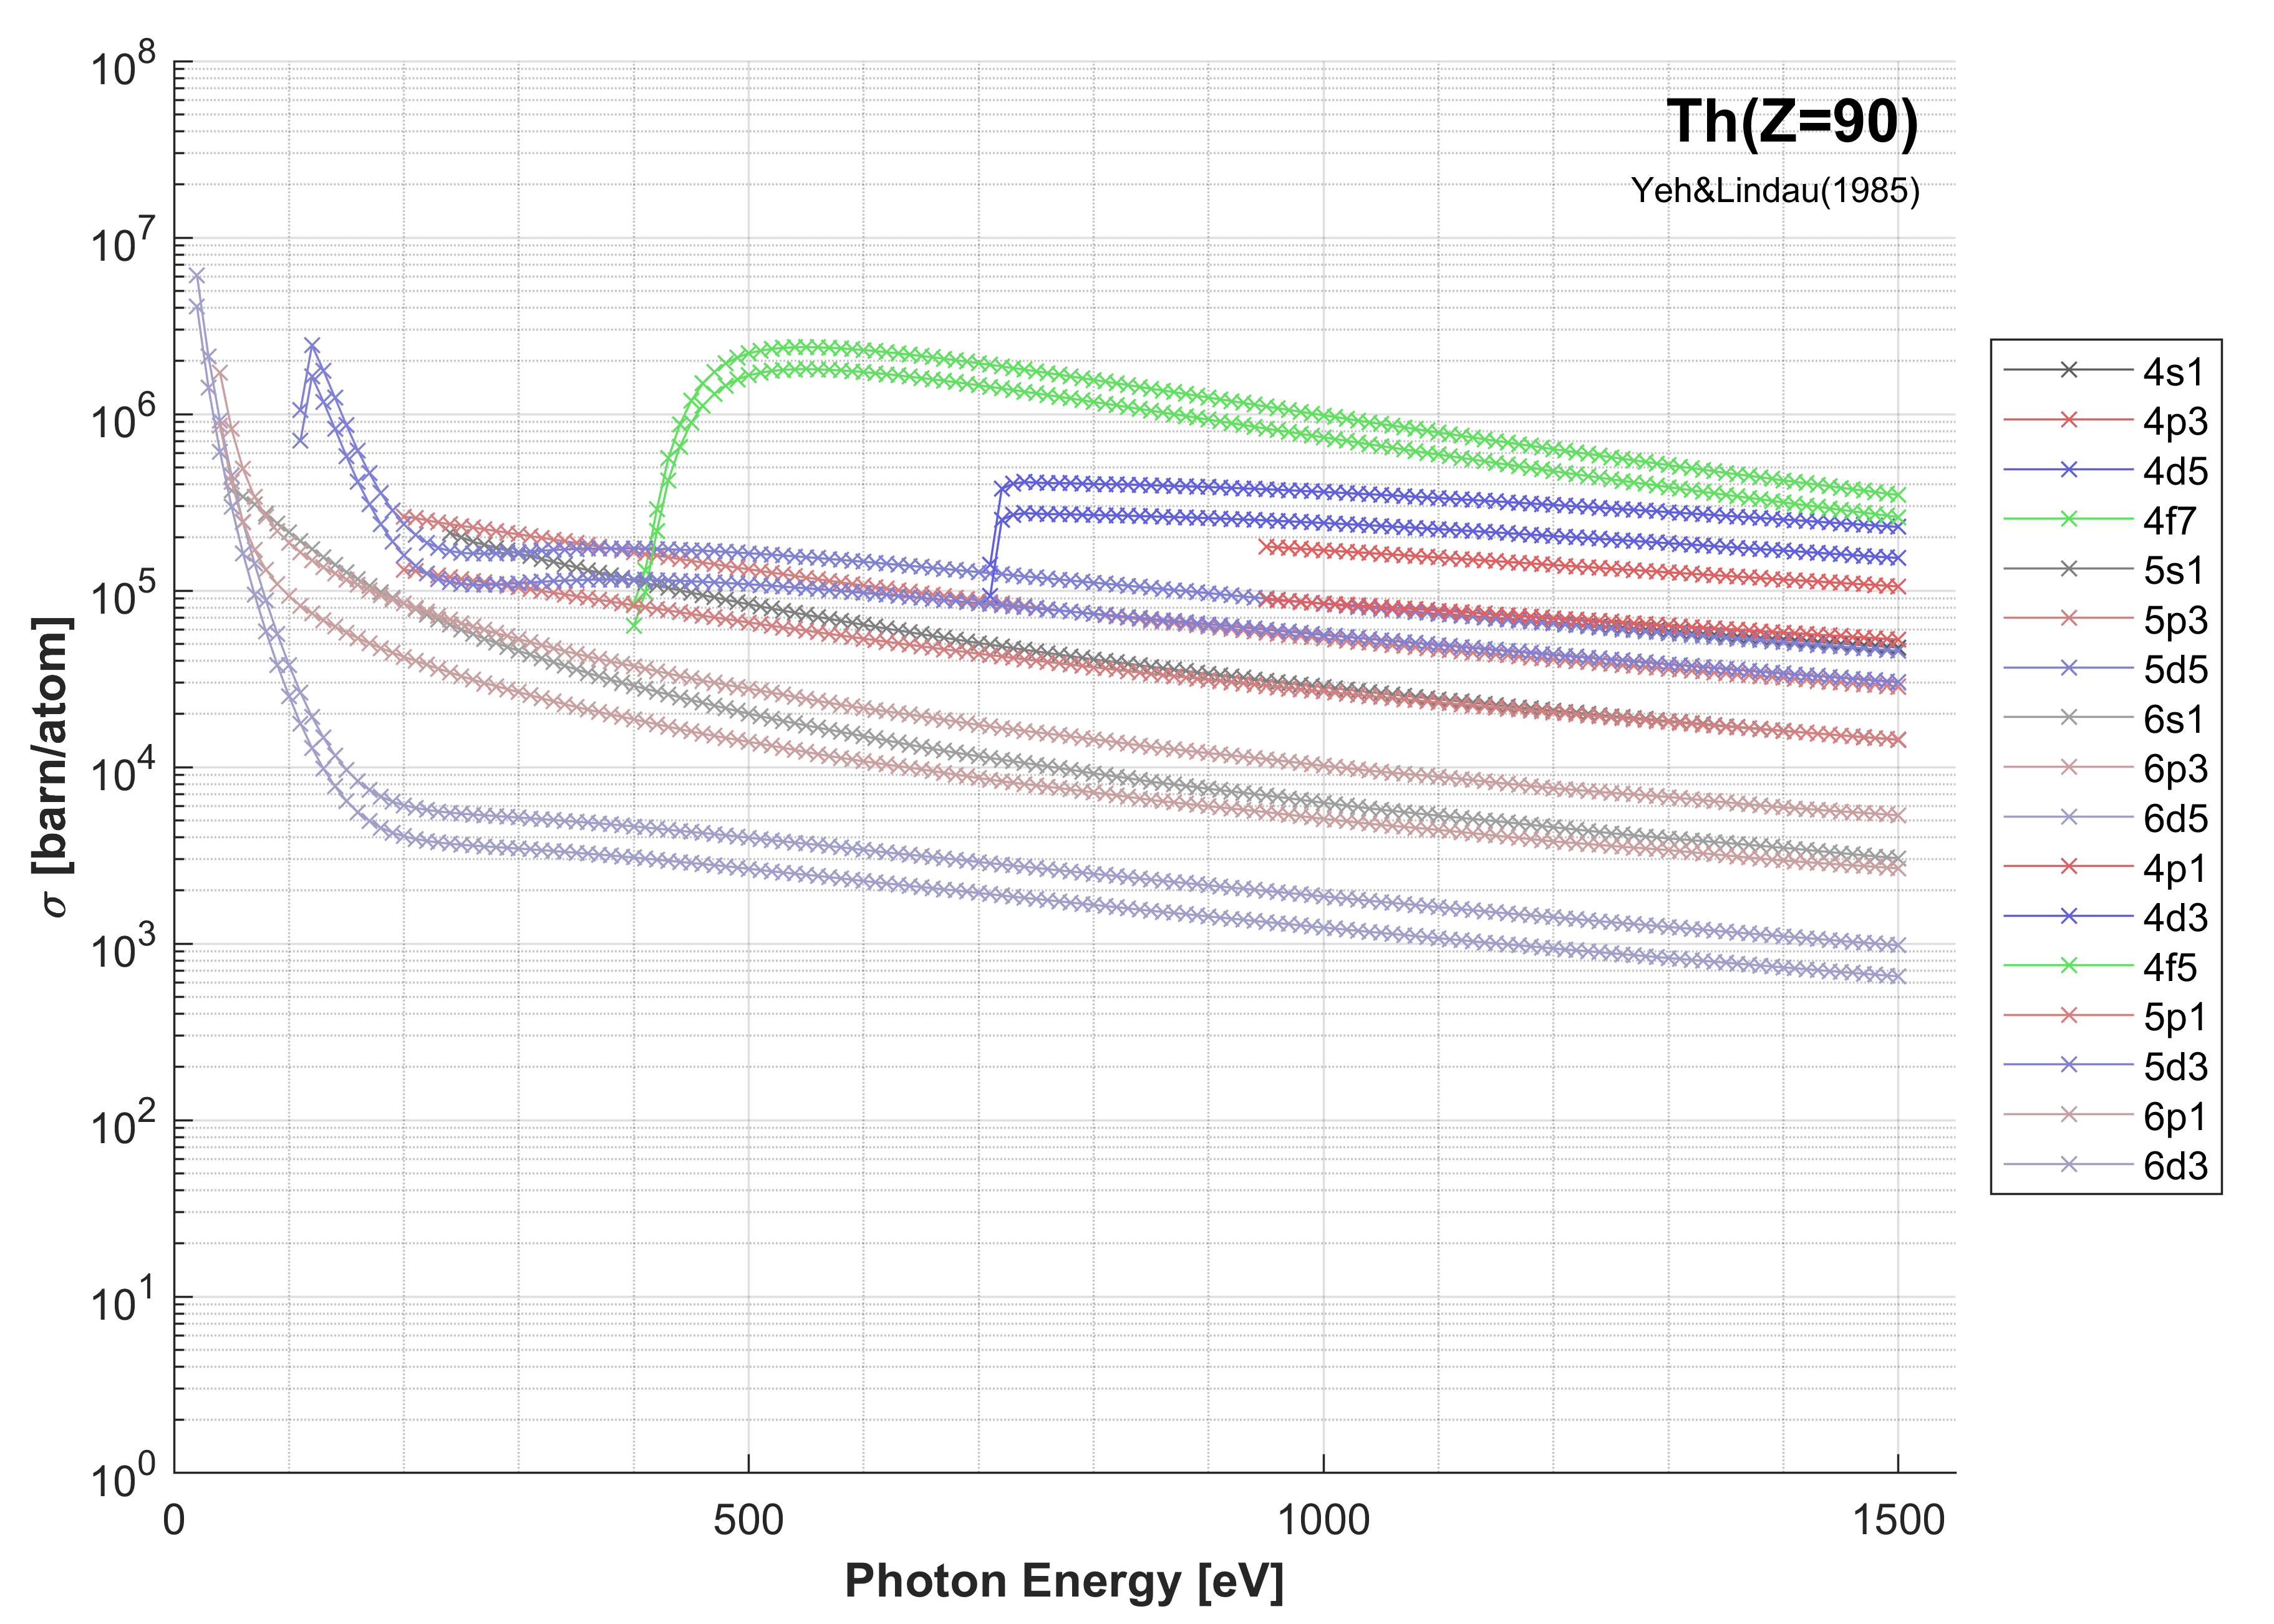 10^8
10^7
10^6
10^5
10^4
10^3
10^2
10^1
10^0
σ [barn/atom]
Th(Z=90)
Yeh&Lindau(1985)
4s1
4p3
4d5
4f7
5s1
5p3
5d5
6s1
6p3
6d5
4p1
4d3
4f5
5p1
5d3
6p1
6d3
0 500 1000 1500
Photon Energy [eV]